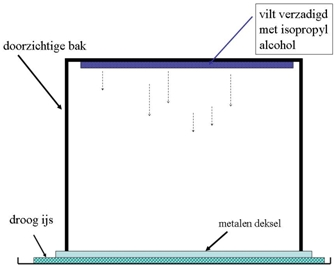 vilt verzadigd
met isopropyl
alcohol
doorzichtige bak
droog ijs
metalen deksel